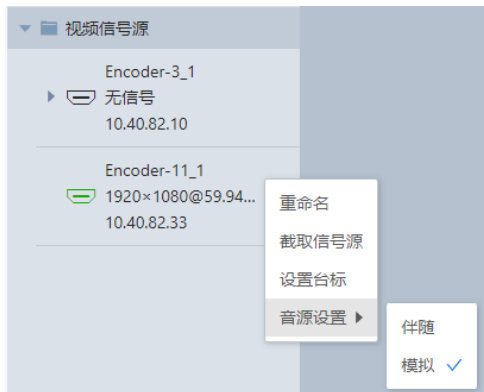 视频信号源
Encoder-3_1
无信号
10.40.82.10
Encoder-11_1
1920×1080@59.94...
10.40.82.33
重命名
截取信号源
设置台标
音源设置
伴随
模拟